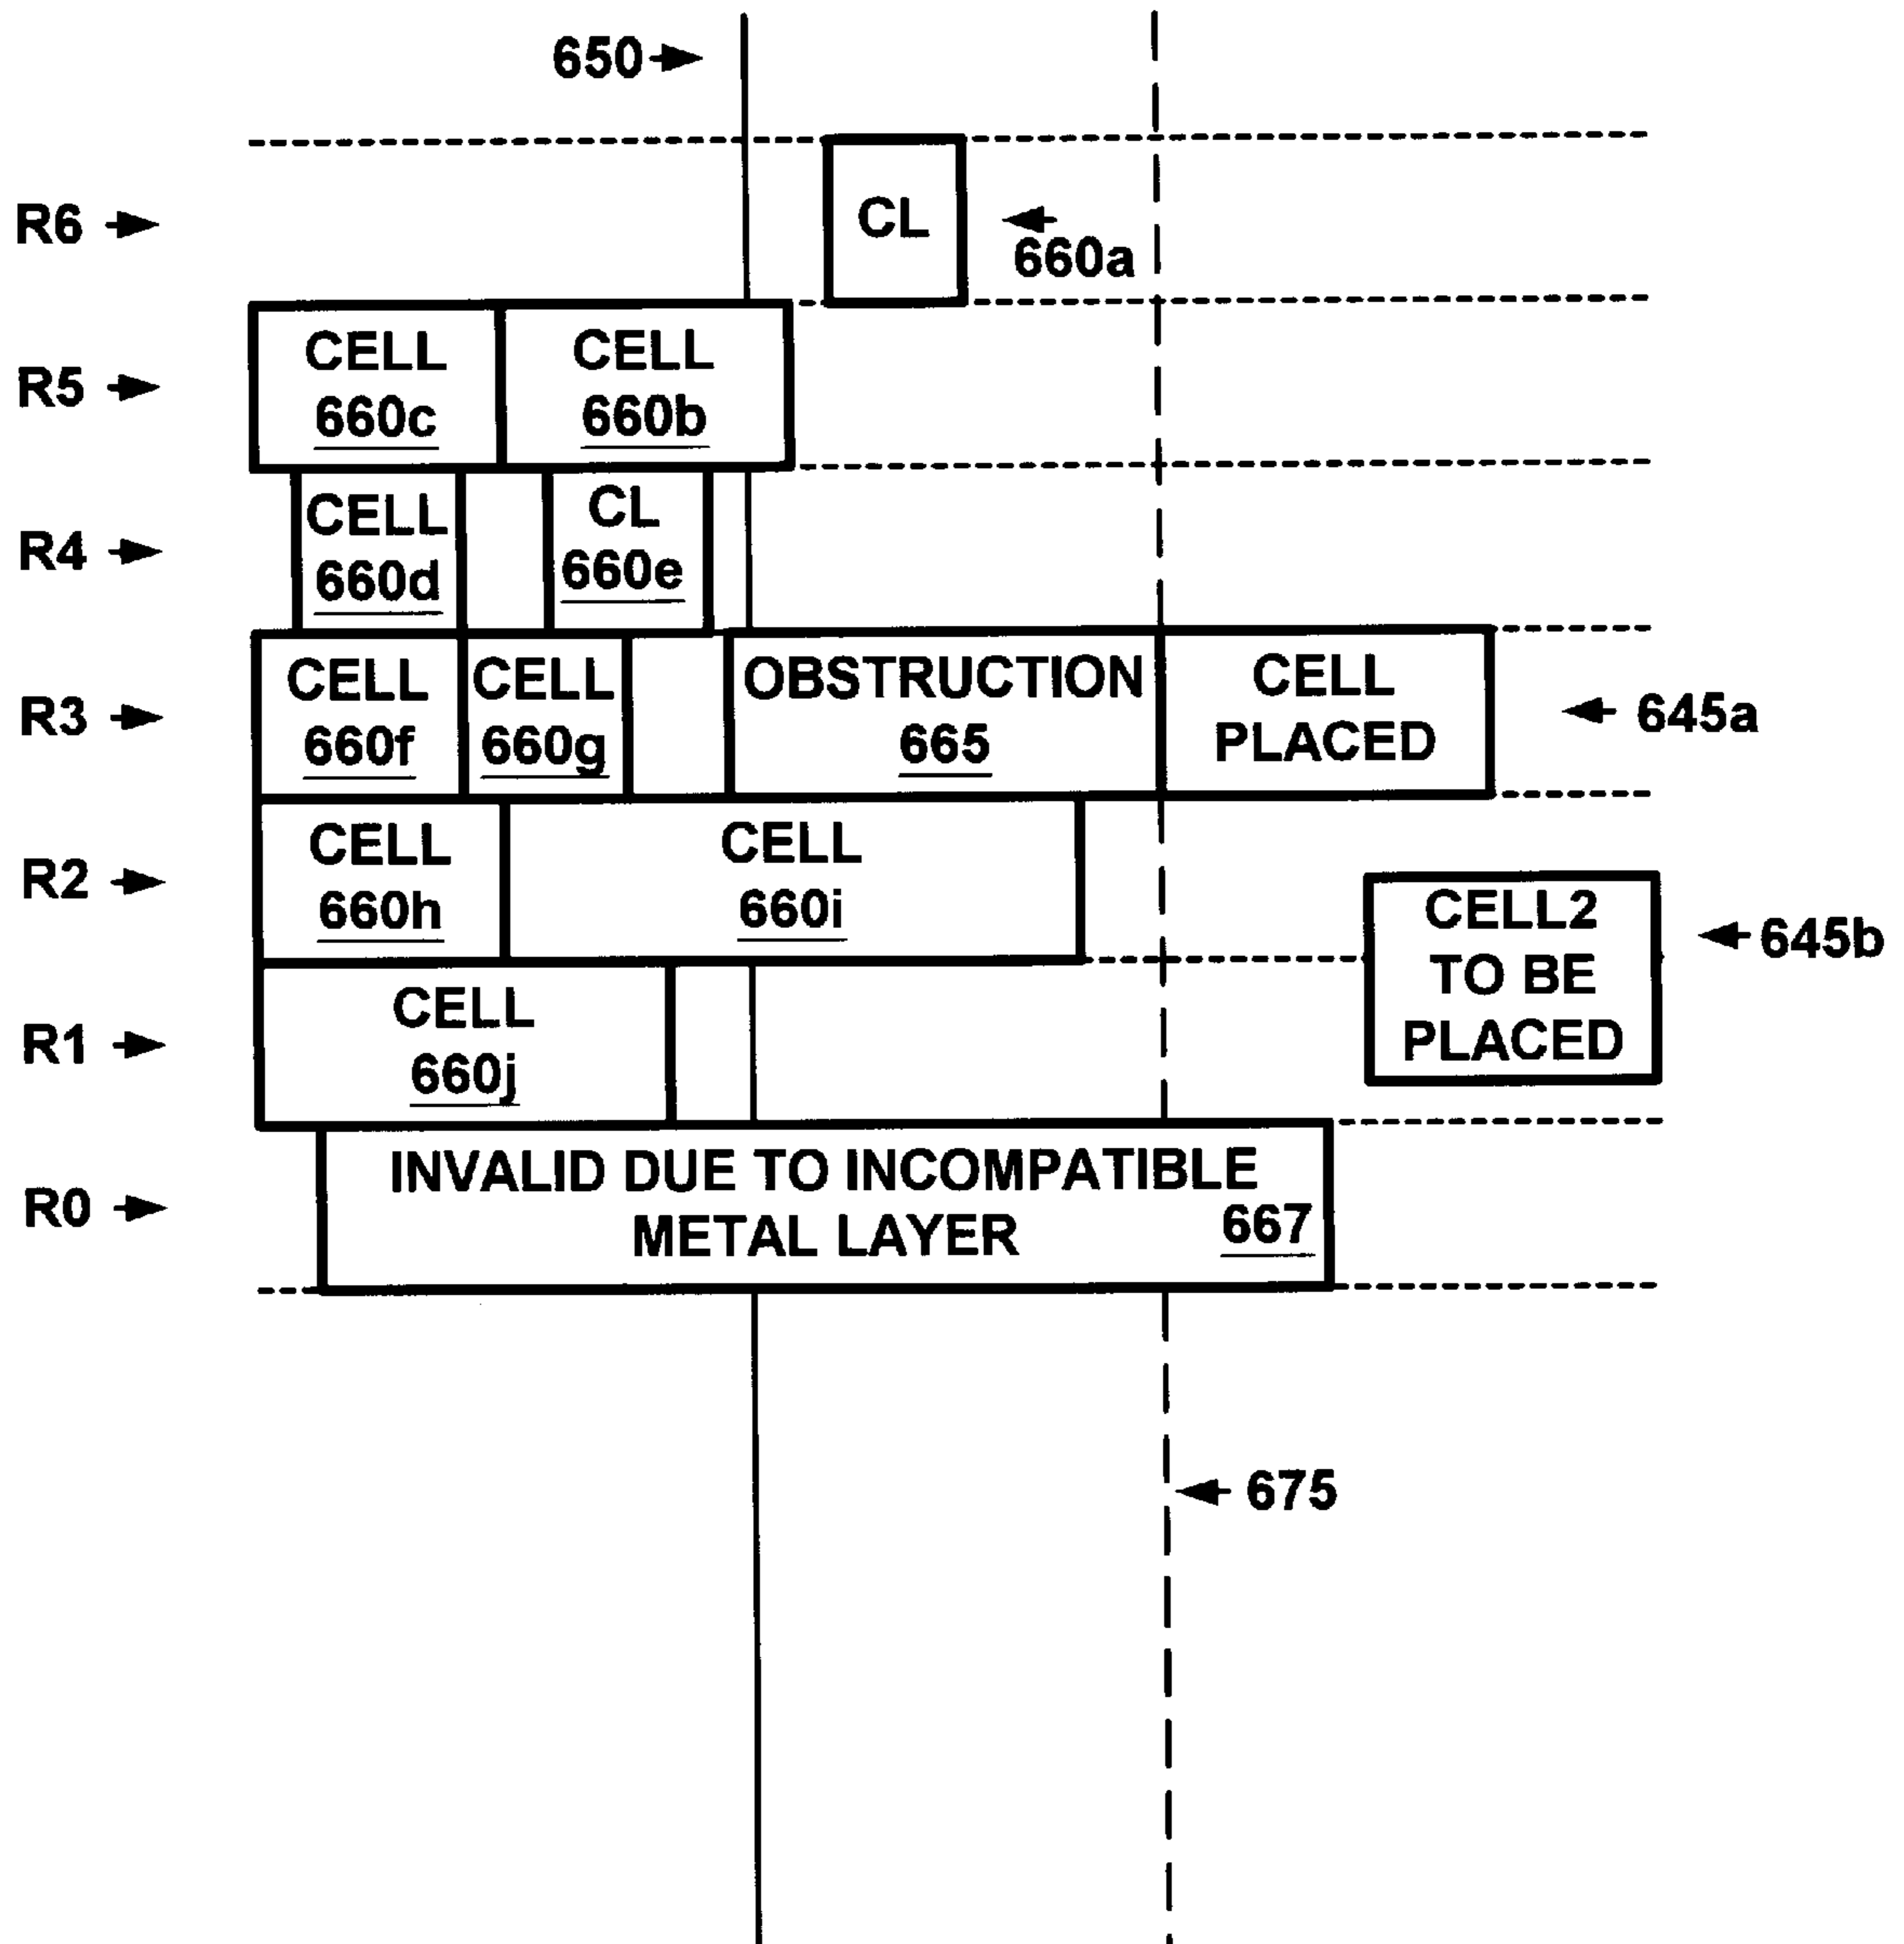 650
R6
CL
660a
R5
CELL
660c
CELL
660b
R4
CELL
660d
CL
660e
R3
CELL
660f
CELL
660g
OBSTRUCTION
665
CELL
PLACED
645a
R2
CELL
660h
CELL
660i
CELL2
TO BE
PLACED
645b
R1
CELL
660j
R0
INVALID DUE TO INCOMPATIBLE
METAL LAYER
667
675